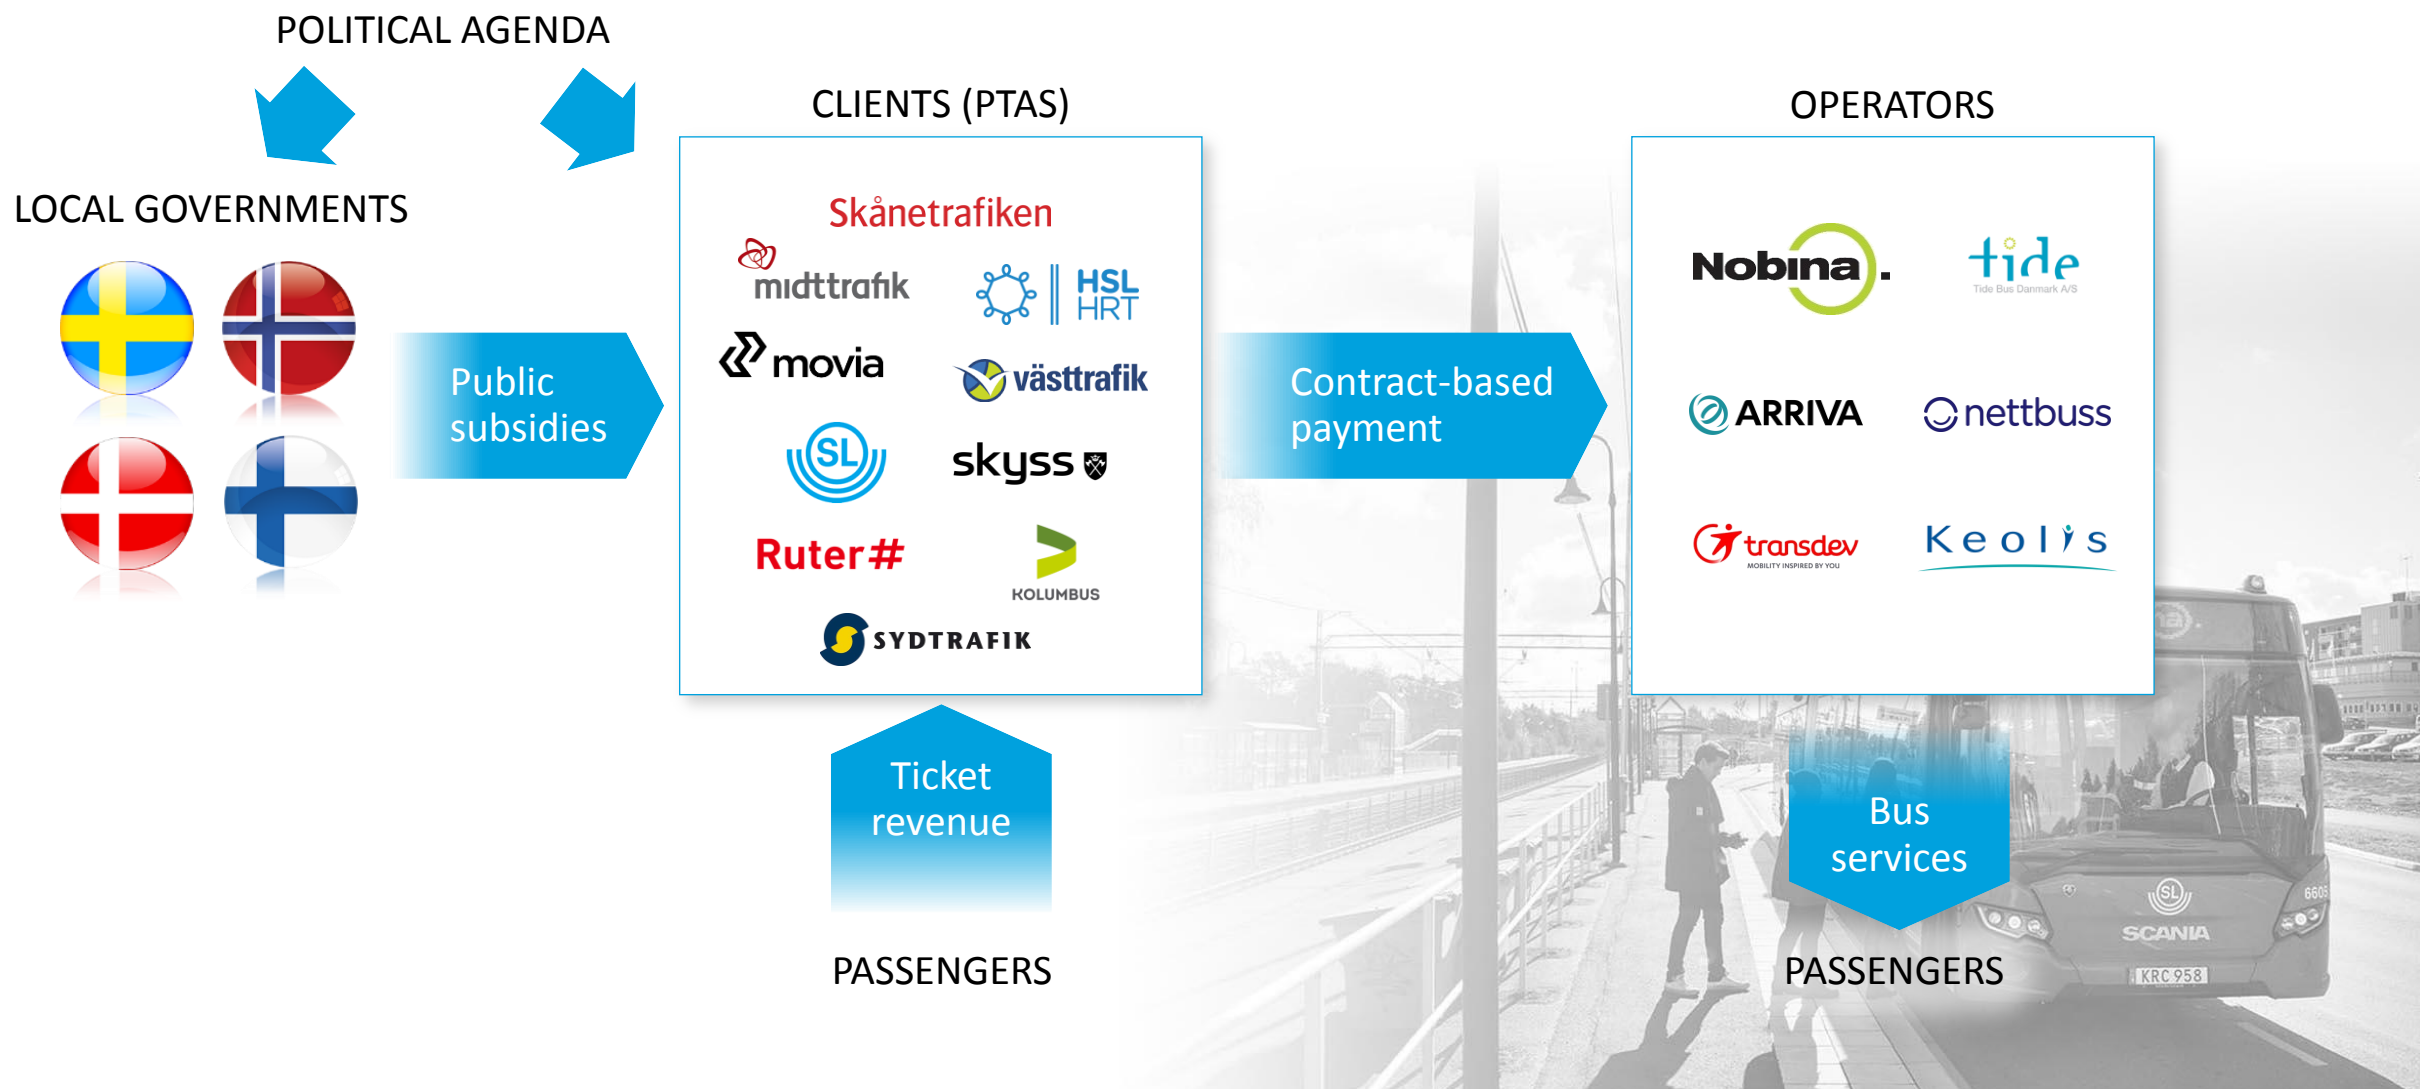 POLITICAL AGENDA
LOCAL GOVERNMENTS
Public
subsidies
CLIENTS (PTAS)
Skånetrafiken
midttrafik
HSL
HRT
movia
västtrafik
SL
skyss
Ruter#
KOLUMBUS
SYDTRAFIK
Ticket
revenue
PASSENGERS
Contract-based
payment
OPERATORS
Nobina.
tide
Tide Bus Danmark A/S
ARRIVA
nettbuss
transdev
MOBILITY INSPIRED BY YOU
Keolis
Bus
services
PASSENGERS
SL
6605
SCANIA
KRC 958